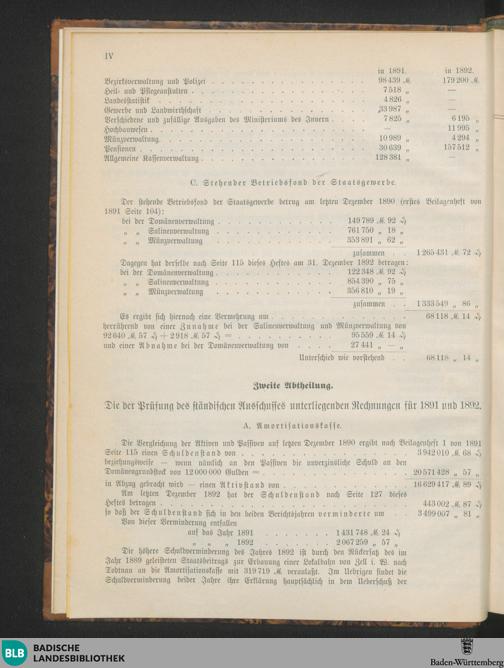 IV
in 1891. in 1892.
Bezirksverwaltung und Polizei . . . 98 439 ℳ 179 200 ℳ
Heil- und Pflegeanstalten . . . 7 518 „ —
Landesstatistik . . . 4 826 „ —
Gewerbe und Landwirthschaft . . . 33 987 „ —
Verschiedene und zufällige Ausgaben des Ministeriums des Innern . 7 825 „ 6 195 „
Hochbauwesen . . . — 11 995 „
Münzverwaltung . . . 10 989 „ 4 294 „
Pensionen . . . 30 639 „ 157 512 „
Allgemeine Kassenverwaltung . . . 128 381 „ —
C. Stehender Betriebsfond der Staatsgewerbe.
Der stehende Betriebsfond der Staatsgewerbe betrug am letzten Dezember 1890 (erstes Beilagenheft von
1891 Seite 104):
bei der Domänenverwaltung . . . 149 789 ℳ 92 ₰
„ „ Salinenverwaltung . . . 761 750 „ 18 „
„ „ Münzverwaltung . . . 353 891 „ 62 „
zusammen . . 1 265 431 ℳ 72 ₰
Dagegen hat derselbe nach Seite 115 dieses Heftes am 31. Dezember 1892 betragen:
bei der Domänenverwaltung . . . 122 348 ℳ 92 ₰
„ „ Salinenverwaltung . . . 854 390 „ 75 „
„ „ Münzverwaltung . . . 356 810 „ 19 „
zusammen . . 1 333 549 „ 86 „
Es ergibt sich hiernach eine Vermehrung um . . . 68 118 ℳ 14 ₰
herrührend von einer Zunahme bei der Salinenverwaltung und Münzverwaltung von
92 640 ℳ 57 ₰ + 2 918 ℳ 57 ₰ = . . . 95 559 ℳ 14 ₰
und einer Abnahme bei der Domänenverwaltung von . . . 27 441 „ — „
Unterschied wie vorstehend . . 68 118 „ 14 „
Zweite Abtheilung.
Die der Prüfung des ständischen Ausschusses unterliegenden Rechnungen für 1891 und 1892.
A. Amortisationskasse.
Die Vergleichung der Aktiven und Passiven auf letzten Dezember 1890 ergibt nach Beilagenheft 1 von 1891
Seite 115 einen Schuldenstand von . . . 3 942 010 ℳ 68 ₰
beziehungsweise — wenn nämlich an den Passiven die unverzinsliche Schuld an den
Domänengrundstock von 12 000 000 Gulden = . . . 20 571 428 „ 57 „
in Abzug gebracht wird — einen Aktivstand von . . . 16 629 417 ℳ 89 ₰
Am letzten Dezember 1892 hat der Schuldenstand nach Seite 127 dieses
Heftes betragen . . . 443 002 ℳ 87 ₰
so daß der Schuldenstand sich in den beiden Berichtsjahren verminderte um . . 3 499 007 „ 81 „
Von dieser Verminderung entfallen
auf das Jahr 1891 . . . 1 431 748 ℳ 24 ₰
„ „ „ 1892 . . . 2 067 259 „ 57 „
Die höhere Schuldverminderung des Jahres 1892 ist durch den Rückersatz des im
Jahr 1889 geleisteten Staatsbeitrags zur Erbauung einer Lokalbahn von Zell i. W. nach
Todtnau an die Amortisationskasse mit 319 719 ℳ veranlaßt. Im Uebrigen findet die
Schuldverminderung beider Jahre ihre Erklärung hauptsächlich in dem Ueberschuß der
BLB BADISCHE
LANDESBIBLIOTHEK
Baden-Württemberg